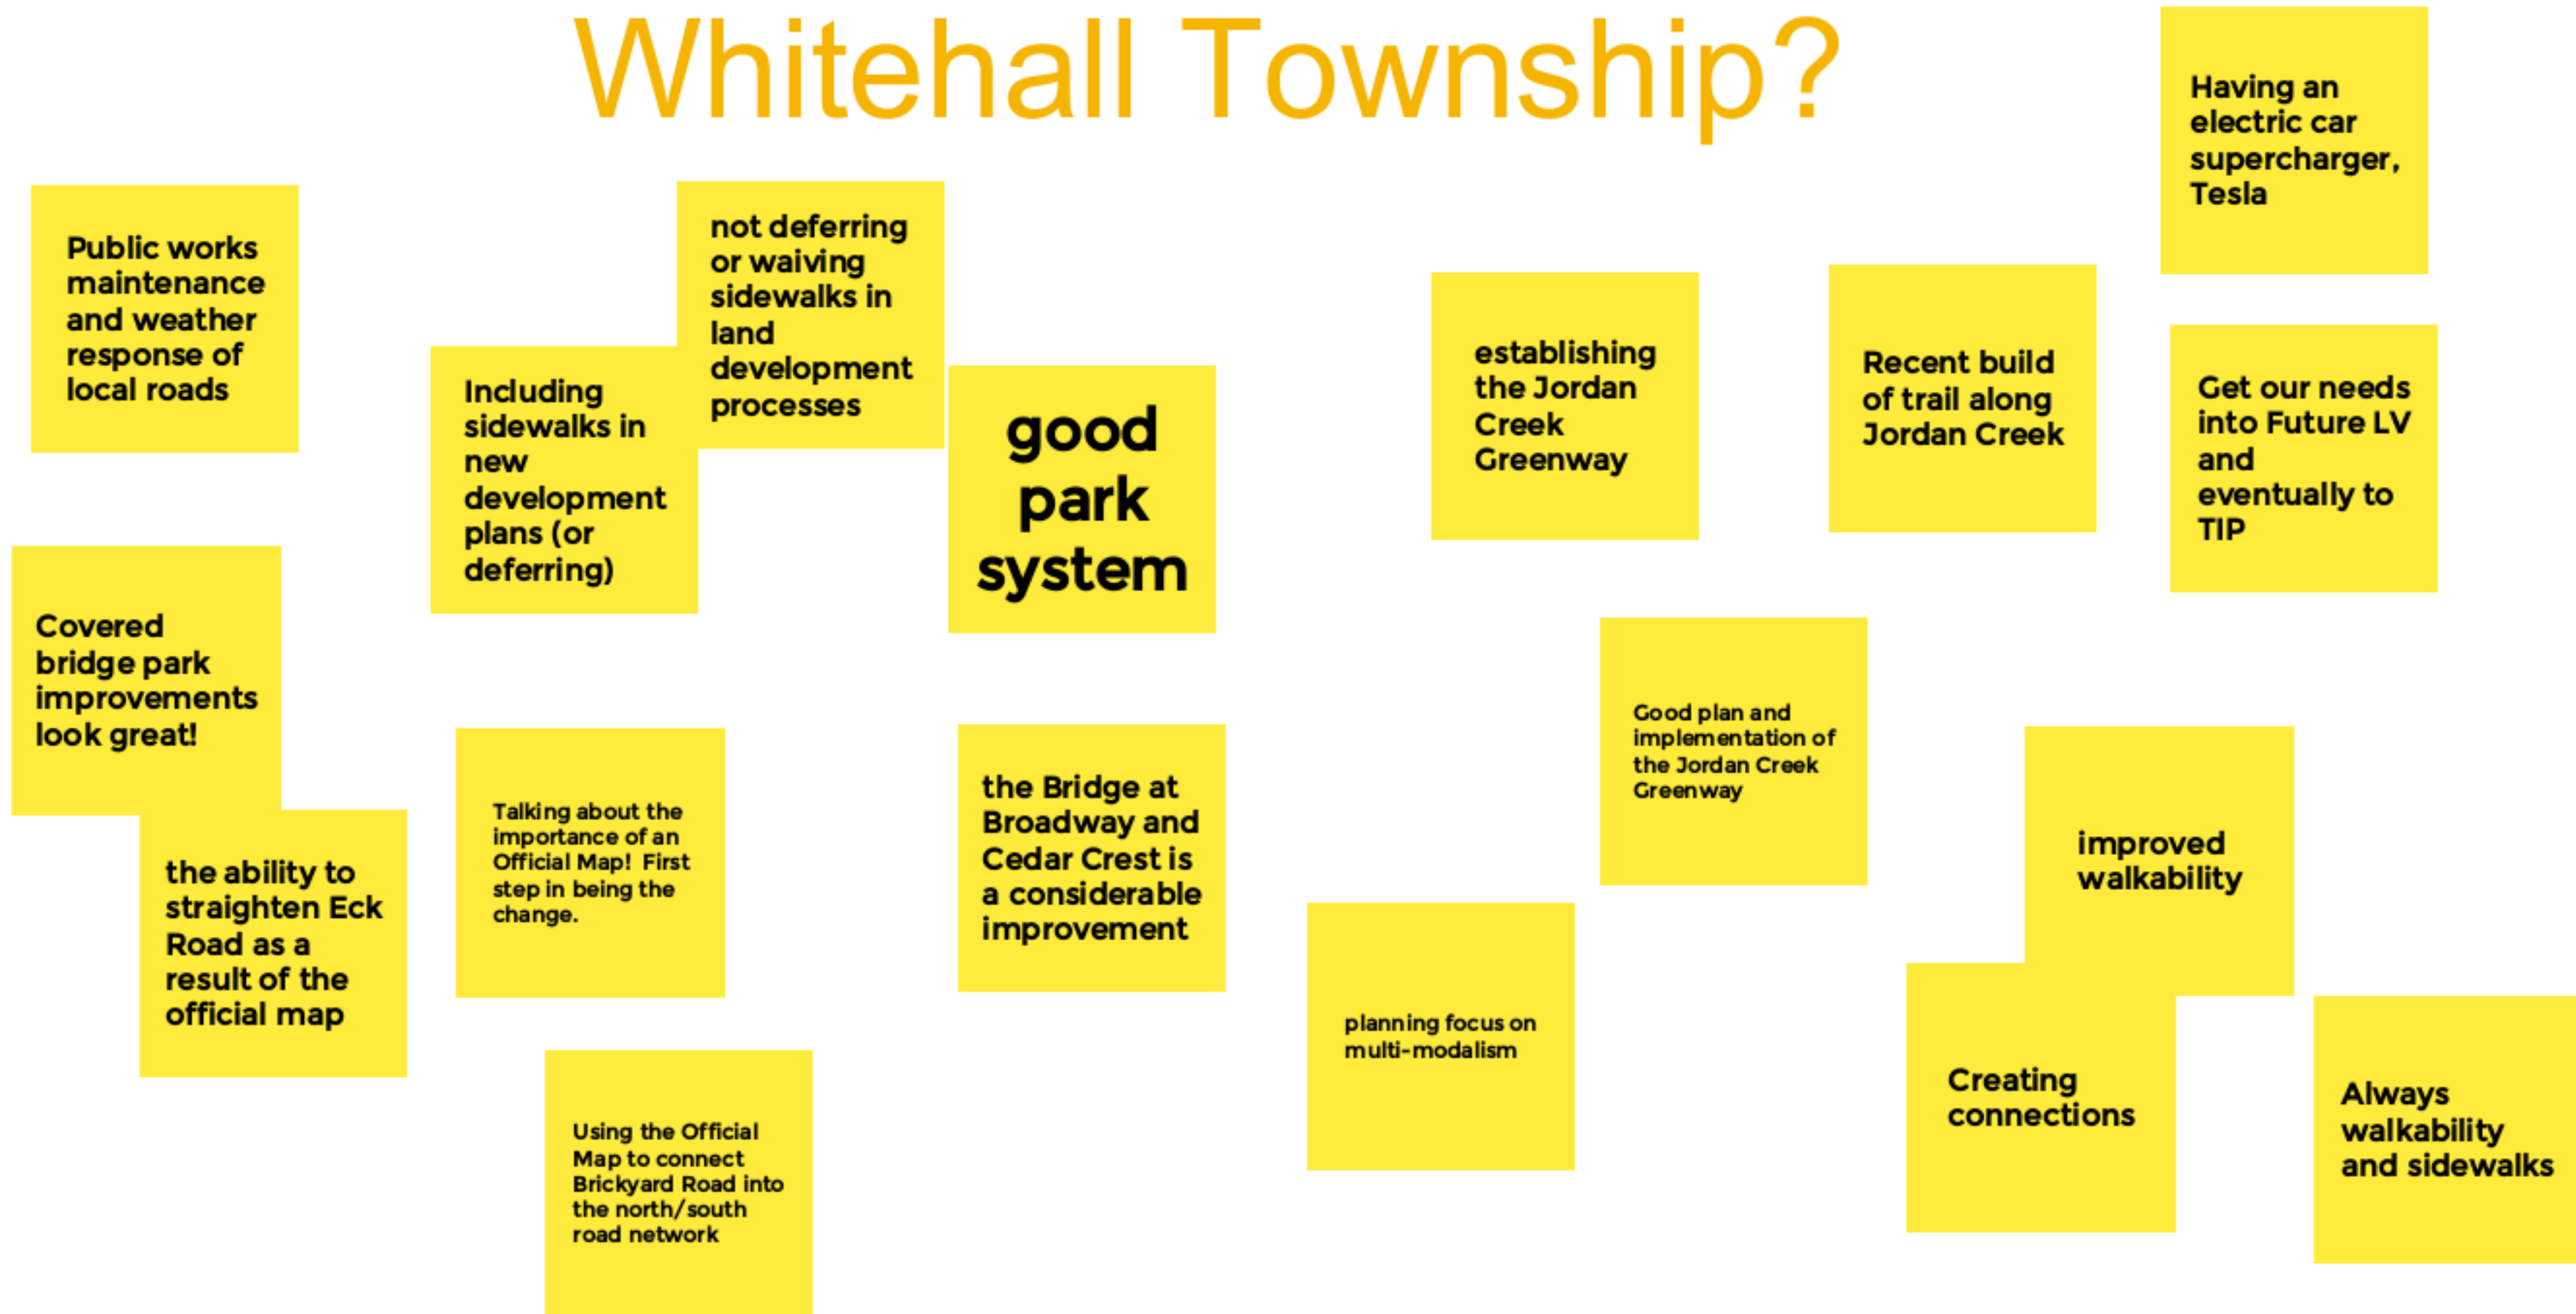 Whitehall Township?
Having an
electric car
supercharger,
Tesla
Public works
maintenance
and weather
response of
local roads
not deferring
or waiving
sidewalks in
land
development
processes
Including
sidewalks in
new
development
plans (or
deferring)
good
park
system
establishing
the Jordan
Creek
Greenway
Recent build
of trail along
Jordan Creek
Get our needs
into Future LV
and
eventually to
TIP
Covered
bridge park
improvements
look great!
the ability to
straighten Eck
Road as a
result of the
official map
Talking about the
importance of an
Official Map!  First
step in being the
change.
the Bridge at
Broadway and
Cedar Crest is
a considerable
improvement
Good plan and
implementation of
the Jordan Creek
Greenway
improved
walkability
planning focus on
multi-modalism
Creating
connections
Always
walkability
and sidewalks
Using the Official
Map to connect
Brickyard Road into
the north/south
road network